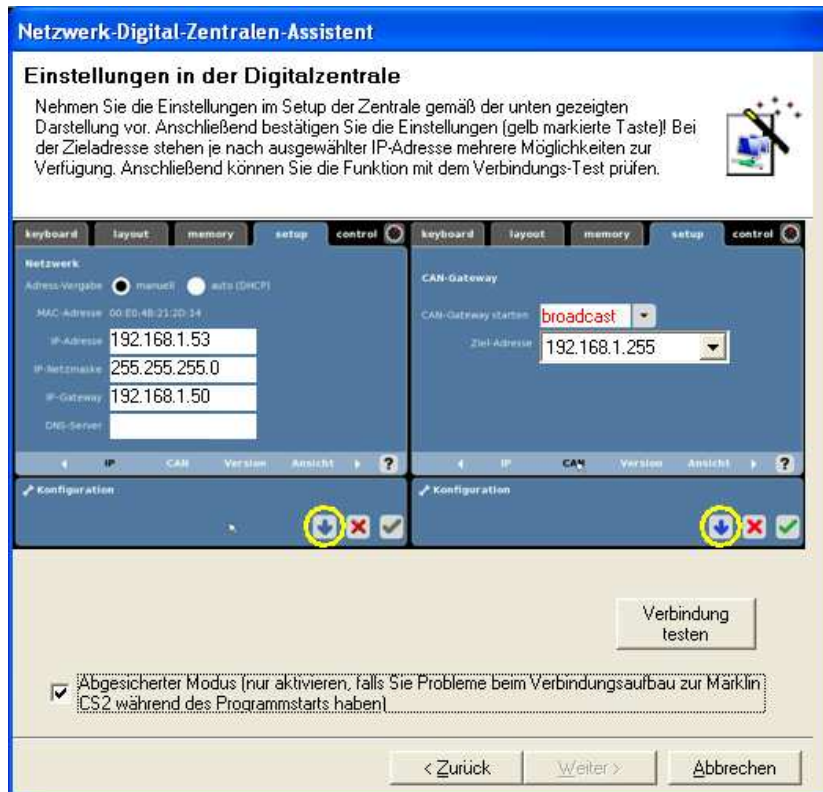 Netzwerk-Digital-Zentralen-Assistent
Einstellungen in der Digitalzentrale
Nehmen Sie die Einstellungen im Setup der Zentrale gemäß der unten gezeigten
Darstellung vor. Anschließend bestätigen Sie die Einstellungen (gelb markierte Taste)! Bei
der Zieladresse stehen je nach ausgewählter IP-Adresse mehrere Möglichkeiten zur
Verfügung. Anschließend können Sie die Funktion mit dem Verbindungs-Test prüfen.
keyboard layout memory setup control
Netzwerk
Adress-Vergabe manuell auto (DHCP)
MAC-Adresse 00:E0:4B:21:2D:14
IP-Adresse 192.168.1.53
IP-Netzmaske 255.255.255.0
IP-Gateway 192.168.1.50
DNS-Server
IP CAN Version Ansicht ?
Konfiguration
keyboard layout memory setup control
CAN-Gateway
CAN-Gateway starten broadcast
Ziel-Adresse 192.168.1.255
IP CAN Version Ansicht ?
Konfiguration
Verbindung
testen
Abgesicherter Modus (nur aktivieren, falls Sie Probleme beim Verbindungsaufbau zur Märklin
CS2 während des Programmstarts haben)
< Zurück Weiter > Abbrechen